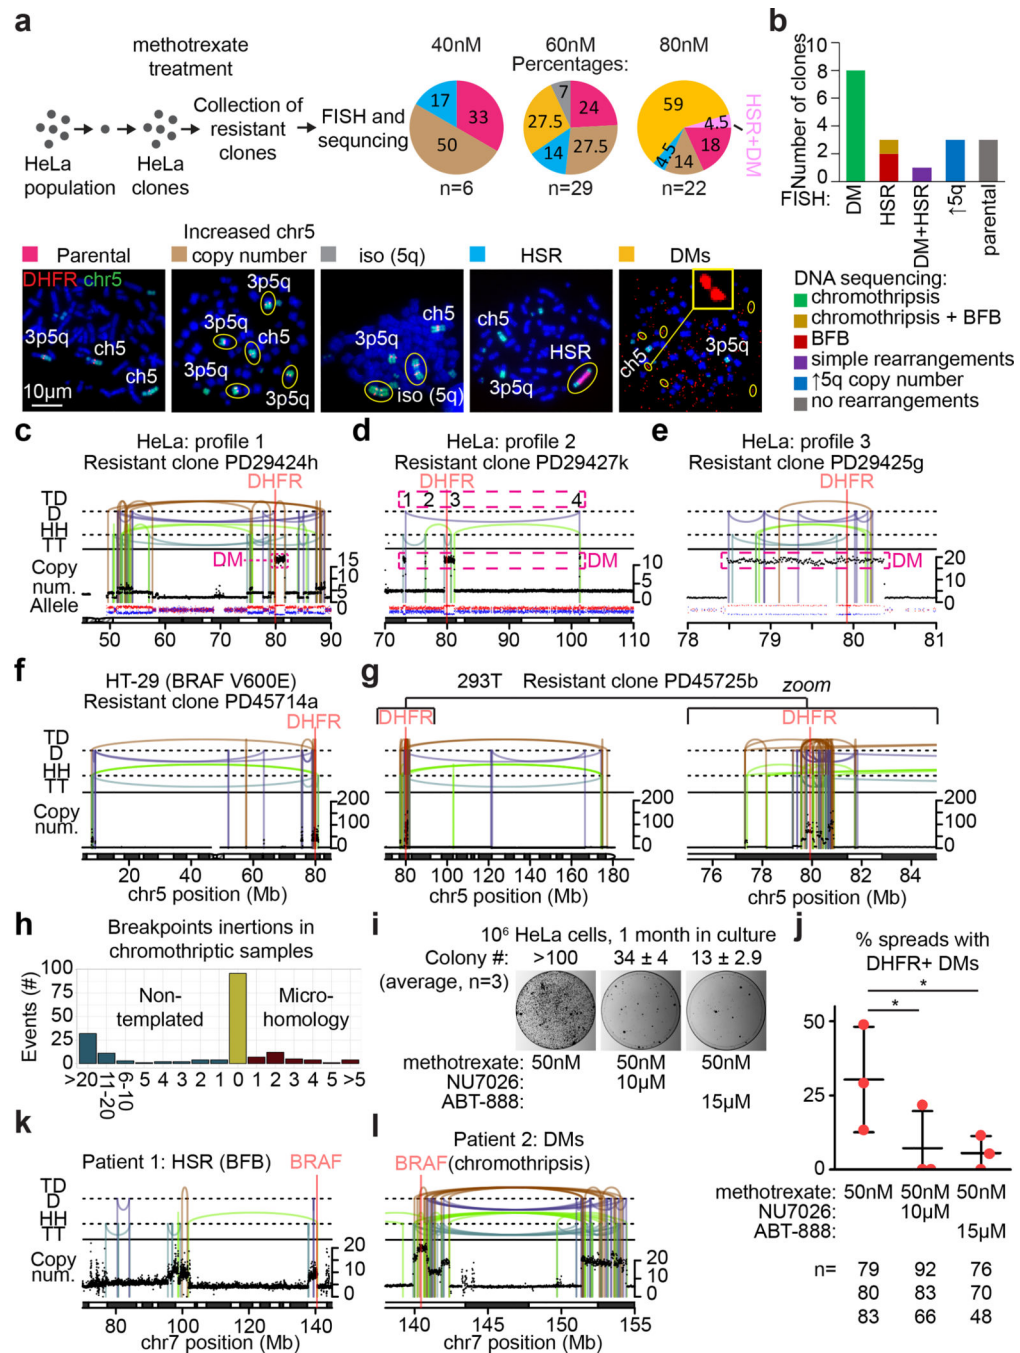 a
methotrexate
treatment
HeLa
population
HeLa
clones
Collection of
resistant
clones
FISH and
sequncing
40nM
60nM
80nM
Percentages:
17
33
50
n=6
7
24
27.5
14
27.5
n=29
59
4.5
18
14
4.5
n=22
HSR+DM
b
Number of clones
10
8
6
4
2
0
FISH:
DM
HSR
DM+HSR
↑5q
parental
DNA sequencing:
chromothripsis
chromothripsis + BFB
BFB
simple rearrangements
↑5q copy number
no rearrangements
Parental
Increased chr5
copy number
iso (5q)
HSR
DMs
DHFR chr5
3p5q
ch5
ch5
10µm
3p5q
3p5q
ch5
3p5q
3p5q
ch5
iso (5q)
ch5
HSR
3p5q
3p5q
ch5
c
HeLa: profile 1
Resistant clone PD29424h
DHFR
TD
D
HH
TT
DM
Copy
num.
Allele
15
10
5
0
50 60 70 80 90
d
HeLa: profile 2
Resistant clone PD29427k
DHFR
1 2 3 4
DM
10
5
0
70 80 90 100 110
e
HeLa: profile 3
Resistant clone PD29425g
DHFR
DM
20
10
0
78 79 80 81
f
HT-29 (BRAF V600E)
Resistant clone PD45714a
DHFR
TD
D
HH
TT
Copy
num.
200
100
0
20 40 60 80
chr5 position (Mb)
g
293T Resistant clone PD45725b
zoom
DHFR
DHFR
200
100
0
80 100 120 140 160 180
chr5 position (Mb)
200
100
0
76 78 80 82 84
chr5 position (Mb)
h
Breakpoints inertions in
chromothriptic samples
Events (#)
100
75
50
25
0
Non-
templated
Micro-
homology
>20 11-20 6-10 5 4 3 2 1 0 1 2 3 4 5 >5
i
10⁶ HeLa cells, 1 month in culture
Colony #: >100 34 ± 4 13 ± 2.9
(average, n=3)
methotrexate: 50nM 50nM 50nM
NU7026: 10µM
ABT-888: 15µM
j
% spreads with
DHFR+ DMs
*
*
50
25
0
methotrexate: 50nM 50nM 50nM
NU7026: 10µM
ABT-888: 15µM
n= 79 92 76
80 83 70
83 66 48
k
Patient 1: HSR (BFB)
BRAF
TD
D
HH
TT
Copy
num.
20
10
0
80 100 120 140
chr7 position (Mb)
l
Patient 2: DMs
(chromothripsis)
BRAF
20
10
0
140 145 150 155
chr7 position (Mb)